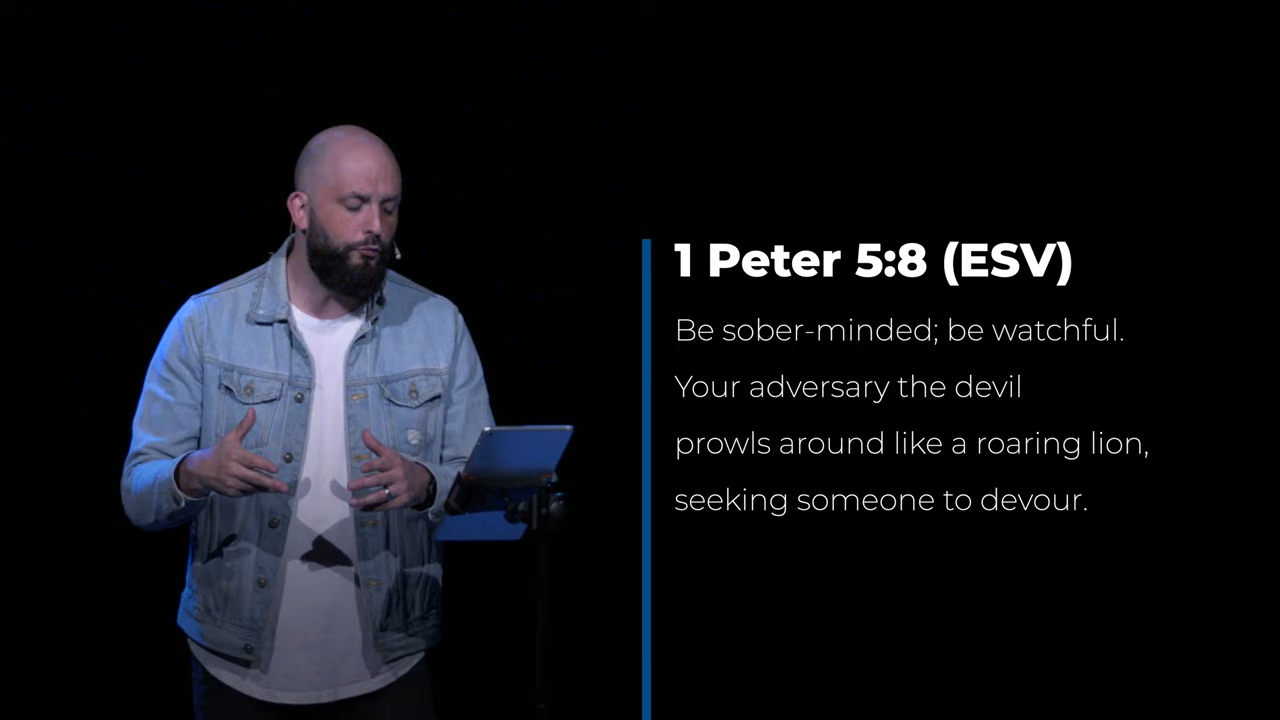 1 Peter 5:8 (ESV)
Be sober-minded; be watchful.
Your adversary the devil
prowls around like a roaring lion,
seeking someone to devour.